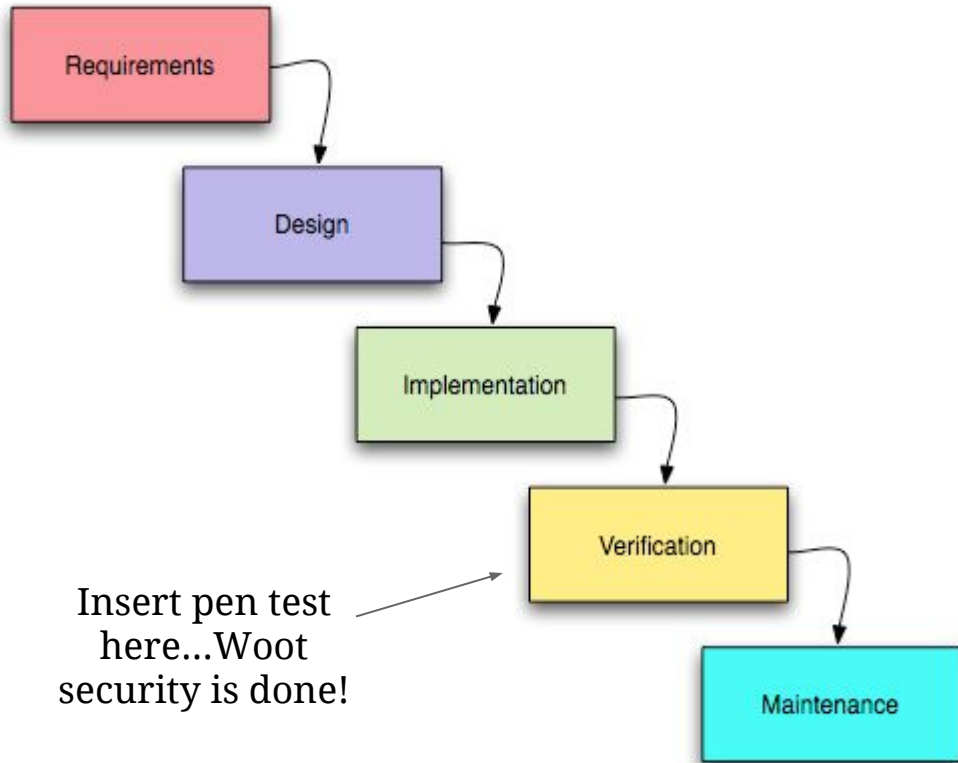 Requirements
Design
Implementation
Verification
Insert pen test
here...Woot
security is done!
Maintenance